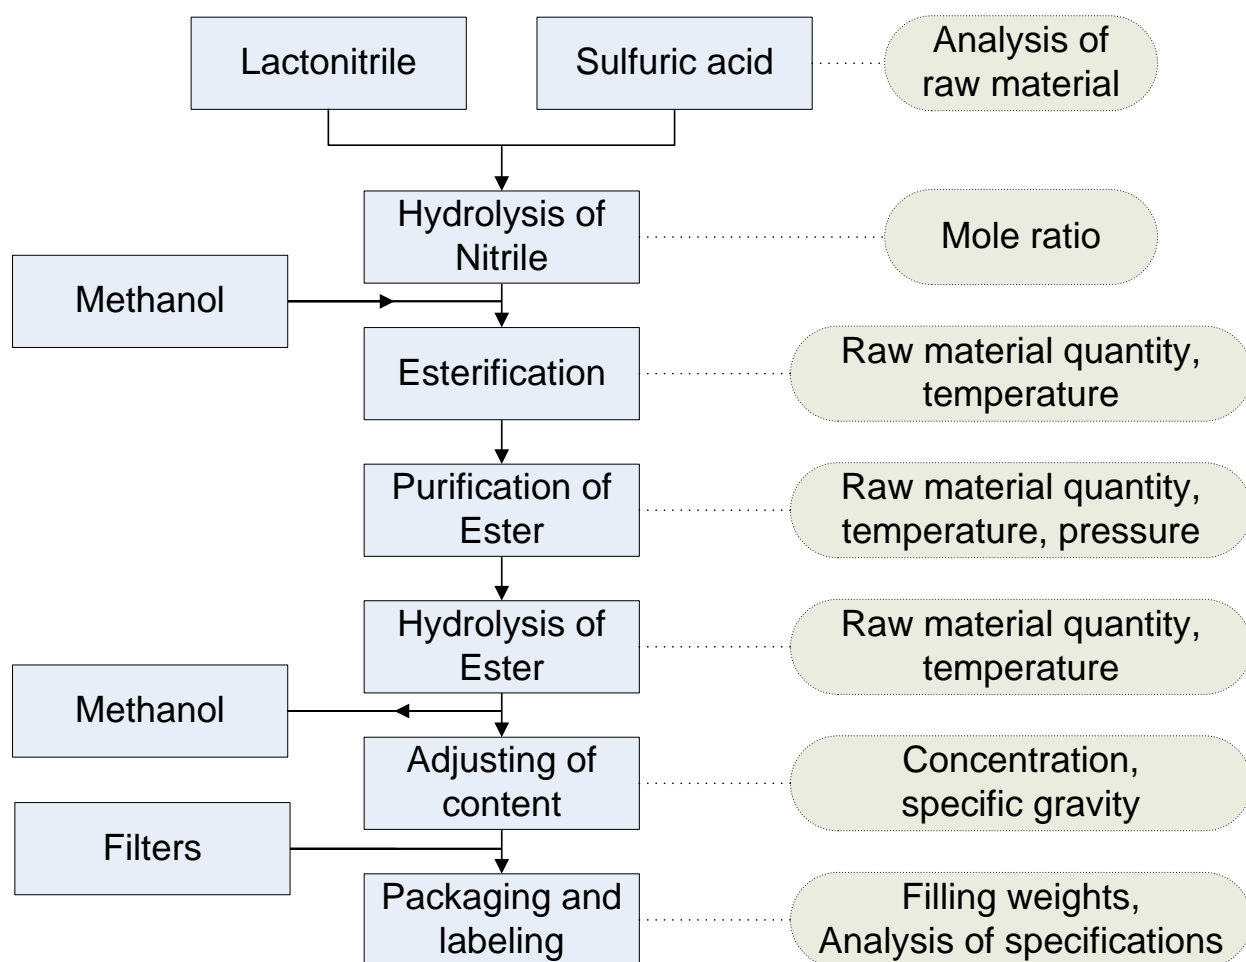 Lactonitrile
Sulfuric acid
Analysis of
raw material
Hydrolysis of
Nitrile
Mole ratio
Methanol
Esterification
Raw material quantity,
temperature
Purification of
Ester
Raw material quantity,
temperature, pressure
Hydrolysis of
Ester
Raw material quantity,
temperature
Methanol
Adjusting of
content
Concentration,
specific gravity
Filters
Packaging and
labeling
Filling weights,
Analysis of specifications